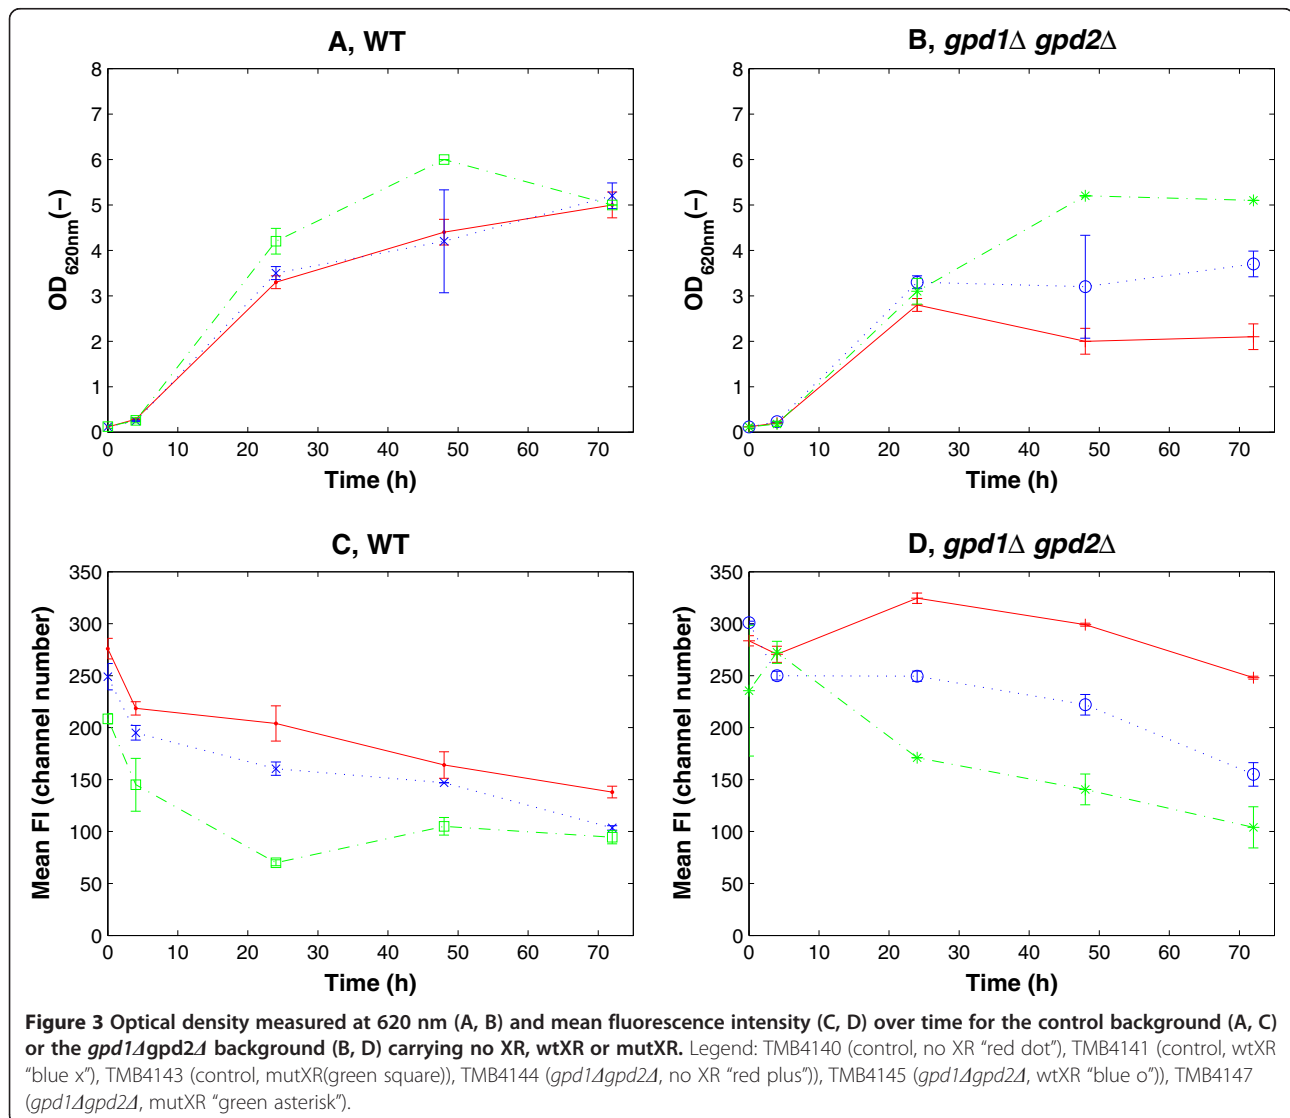 A, WT
8
7
6
5
4
3
2
1
0
OD620nm(–)
0 10 20 30 40 50 60 70
Time (h)
B, gpd1Δ gpd2Δ
8
7
6
5
4
3
2
1
0
OD620nm(–)
0 10 20 30 40 50 60 70
Time (h)
C, WT
350
300
250
200
150
100
50
0
Mean FI (channel number)
0 10 20 30 40 50 60 70
Time (h)
D, gpd1Δ gpd2Δ
350
300
250
200
150
100
50
0
Mean FI (channel number)
0 10 20 30 40 50 60 70
Time (h)
Figure 3 Optical density measured at 620 nm (A, B) and mean fluorescence intensity (C, D) over time for the control background (A, C)
or the gpd1Δgpd2Δ background (B, D) carrying no XR, wtXR or mutXR. Legend: TMB4140 (control, no XR “red dot”), TMB4141 (control, wtXR
“blue x”), TMB4143 (control, mutXR(green square)), TMB4144 (gpd1Δgpd2Δ, no XR “red plus”)), TMB4145 (gpd1Δgpd2Δ, wtXR “blue o”)), TMB4147
(gpd1Δgpd2Δ, mutXR “green asterisk”).